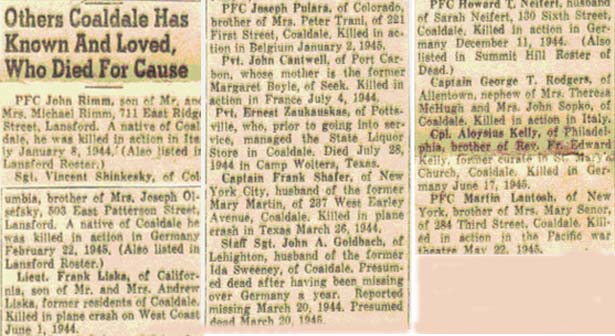 Others Coaldale Has
Known And Loved,
Who Died For Cause
PFC John Rimm, son of Mr. and
Mrs. Michael Rimm, 711 East Ridge
Street, Lansford. A native of Coal
dale, he was killed in action in Ita
ly January 8, 1944. (Also listed in
Lansford Roster.)
Sgt. Vincent Shinkesky, of Col
umbia, brother of Mrs. Joseph Ol-
sefsky, 503 East Patterson Street,
Lansford. A native of Coaldale he
was killed in action in Germany
February 22, 1945. (Also listed in
Lansford Roster.)
Lieut. Frank Liska, of Califor-
nia, son of Mr. and Mrs. Andrew
Liska, former residents of Coaldale.
Killed in plane crash on West Coast
June 1, 1944.
PFC Joseph Pulara, of Colorado,
brother of Mrs. Peter Trani, of 221
First Street, Coaldale. Killed in ac-
tion in Belgium January 2, 1945.
Pvt. John Cantwell, of Port Car-
bon, whose mother is the former
Margaret Boyle, of Seek. Killed in
action in France July 4, 1944.
Pvt. Ernest Zaukauskas, of Potts-
ville, who, prior to going into ser-
vice, managed the State Liquor
Store in Coaldale. Died July 28,
1944 in Camp Wolters, Texas.
Captain Frank Shafer, of New
York City, husband of the former
Mary Martin, of 237 West Earley
Avenue, Coaldale. Killed in plane
crash in Texas March 26, 1944.
Staff Sgt. John A. Goldbach, of
Lehighton, husband of the former
Ida Sweeney, of Coaldale. Presum-
ed dead after having been missing
over Germany a year. Reported
missing March 20, 1944. Presumed
dead March 20, 1945.
PFC Howard T. Neifert, husband
of Sarah Neifert, 130 Sixth Street,
Coaldale. Killed in action in Ger-
many December 11, 1944. (Also
listed in Summit Hill Roster of
Dead.)
Captain George T. Rodgers, of
Allentown, nephew of Mrs. Theresa
McHugh and Mrs. John Sopko, of
Coaldale. Killed in action in Italy.
Cpl. Aloysius Kelly, of Philadel-
phia, brother of Rev. Fr. Edward
Kelly, former curate in St. Mary's
Church, Coaldale. Killed in Ger-
many June 17, 1945.
PFC Martin Lantosh, of New
York, brother of Mrs. Mary Senor,
of 284 Third Street, Coaldale. Kill-
ed in action in the Pacific war
theatre May 22, 1945.